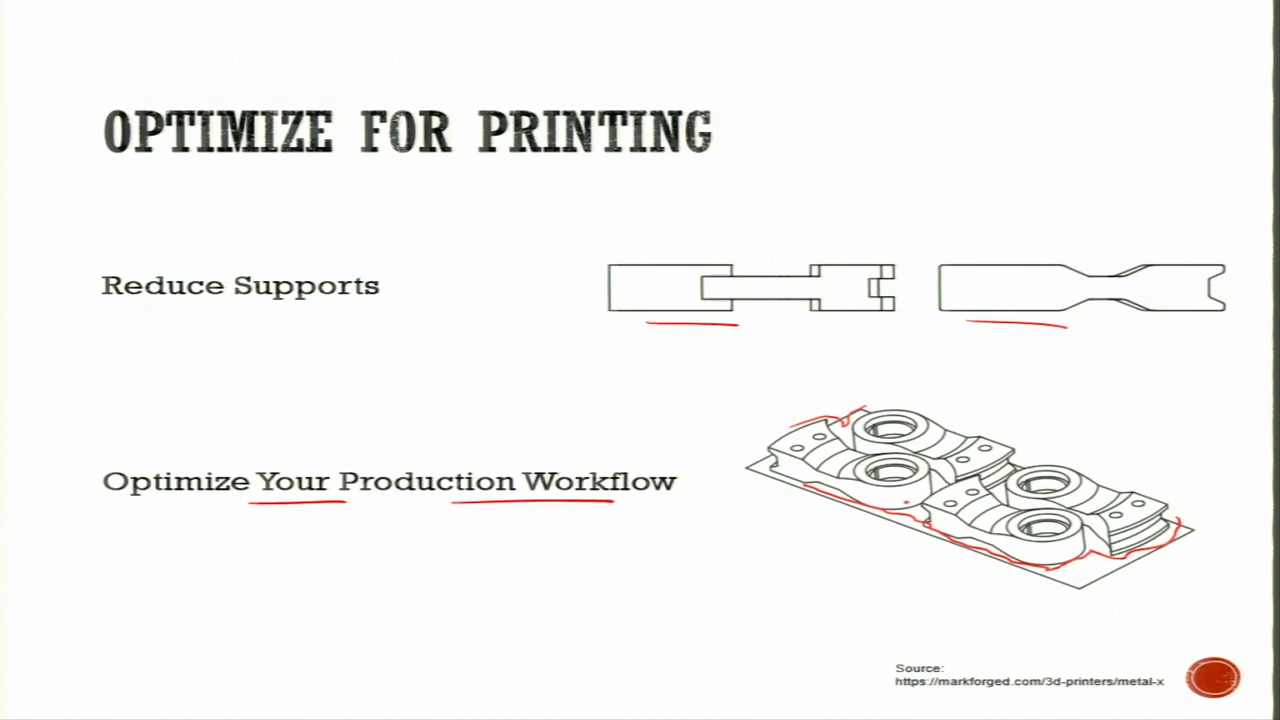 OPTIMIZE FOR PRINTING
Reduce Supports
Optimize Your Production Workflow
Source:
https://markforged.com/3d-printers/metal-x